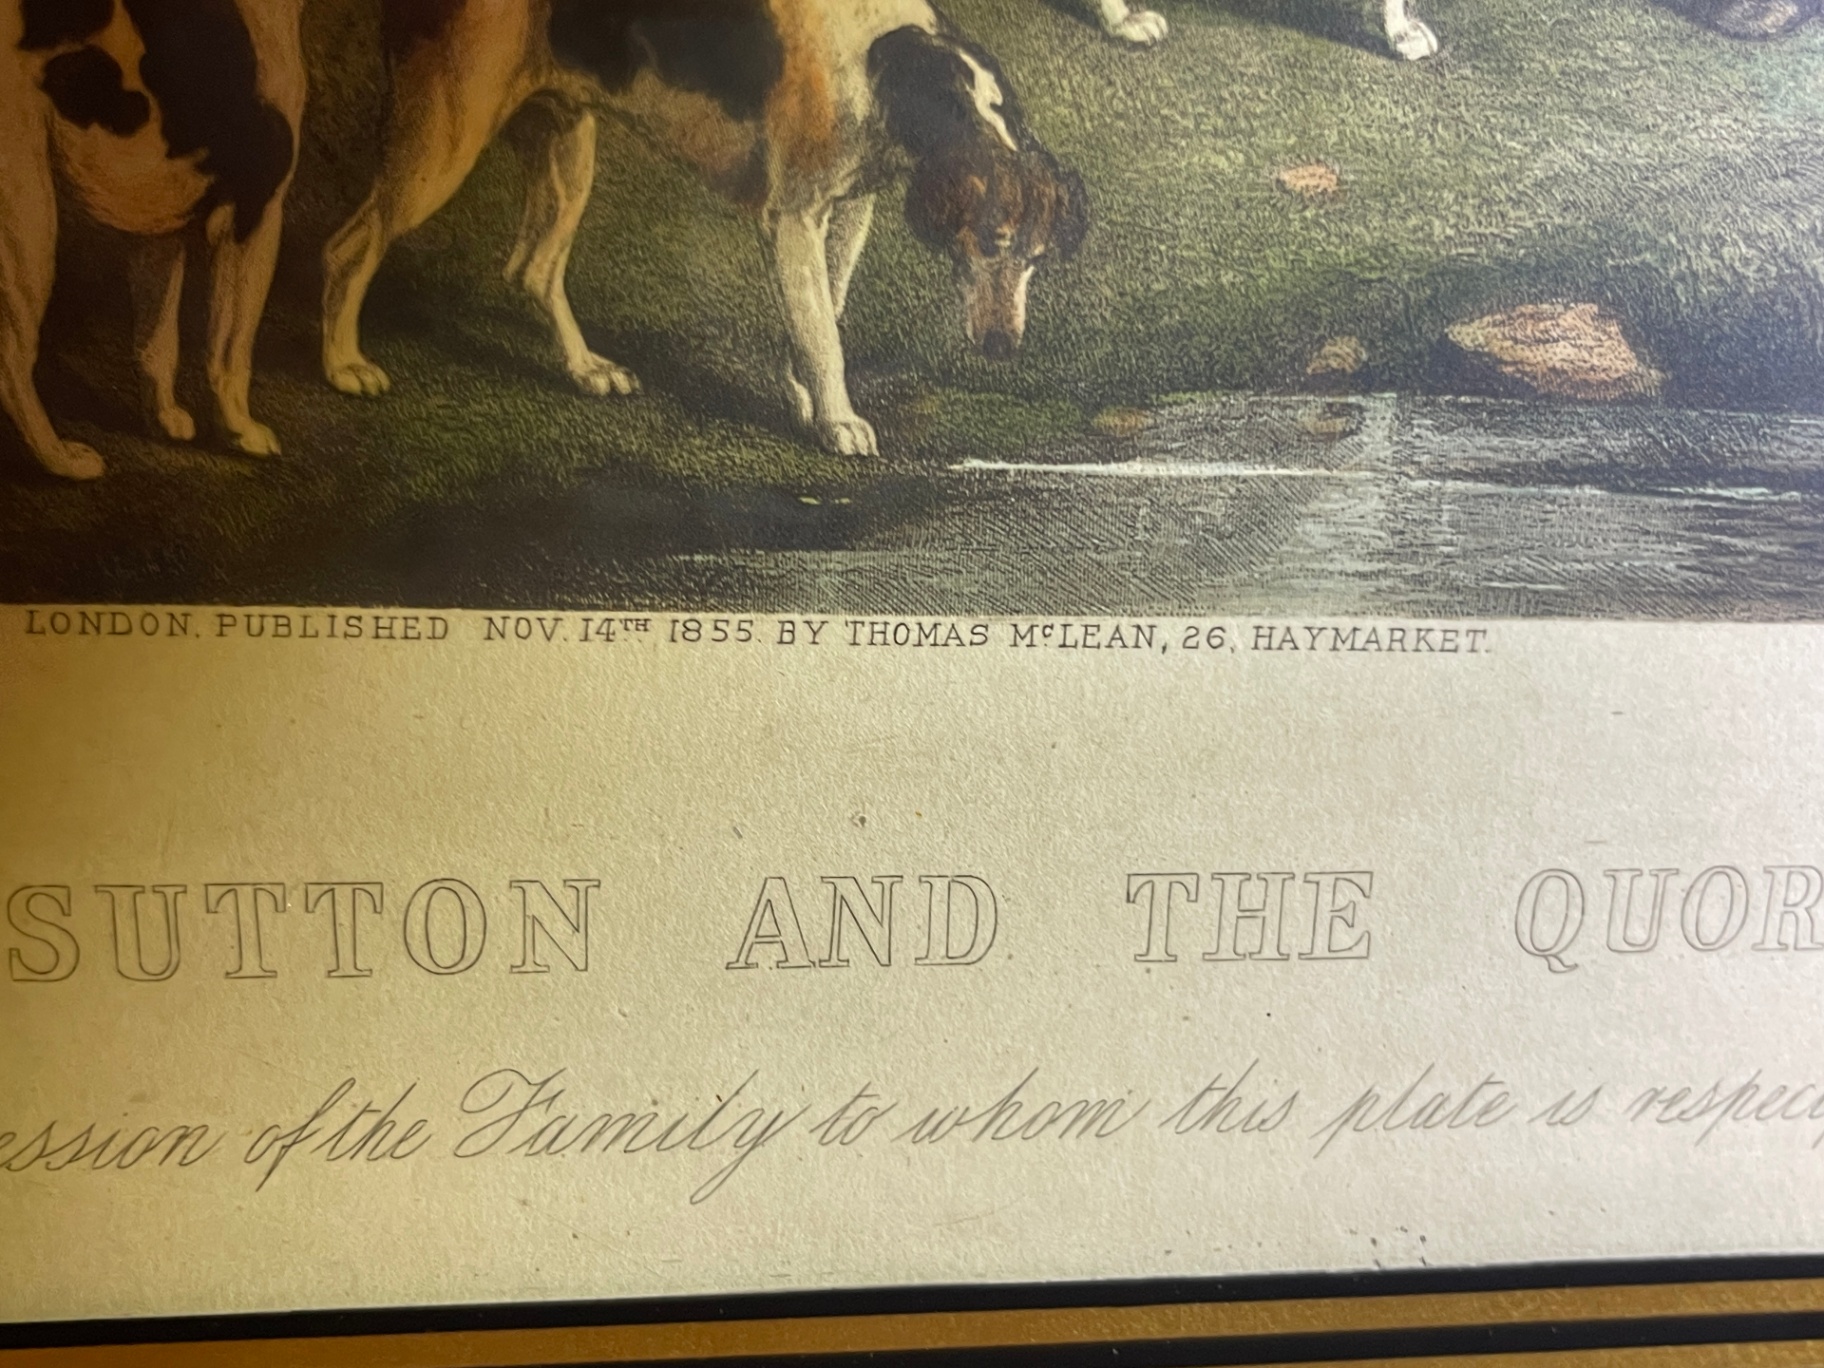 LONDON. PUBLISHED NOV. 14TH 1855. BY THOMAS McLEAN, 26, HAYMARKET.
SUTTON AND THE QUOR
ession of the Family to whom this plate is respec